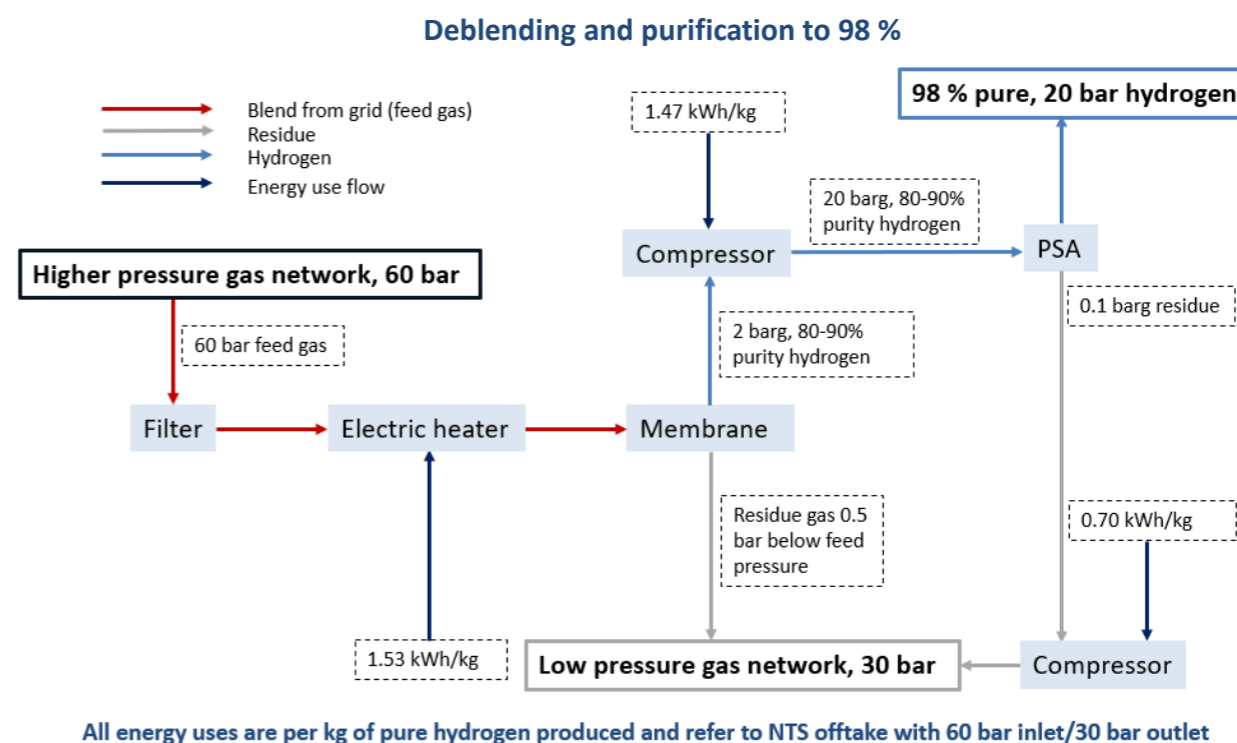 Deblending and purification to 98 %
Blend from grid (feed gas)
Residue
Hydrogen
Energy use flow
1.47 kWh/kg
98 % pure, 20 bar hydrogen
20 barg, 80-90%
purity hydrogen
Compressor
PSA
Higher pressure gas network, 60 bar
0.1 barg residue
60 bar feed gas
2 barg, 80-90%
purity hydrogen
Filter
Electric heater
Membrane
Residue gas 0.5
bar below feed
pressure
0.70 kWh/kg
1.53 kWh/kg
Low pressure gas network, 30 bar
Compressor
All energy uses are per kg of pure hydrogen produced and refer to NTS offtake with 60 bar inlet/30 bar outlet